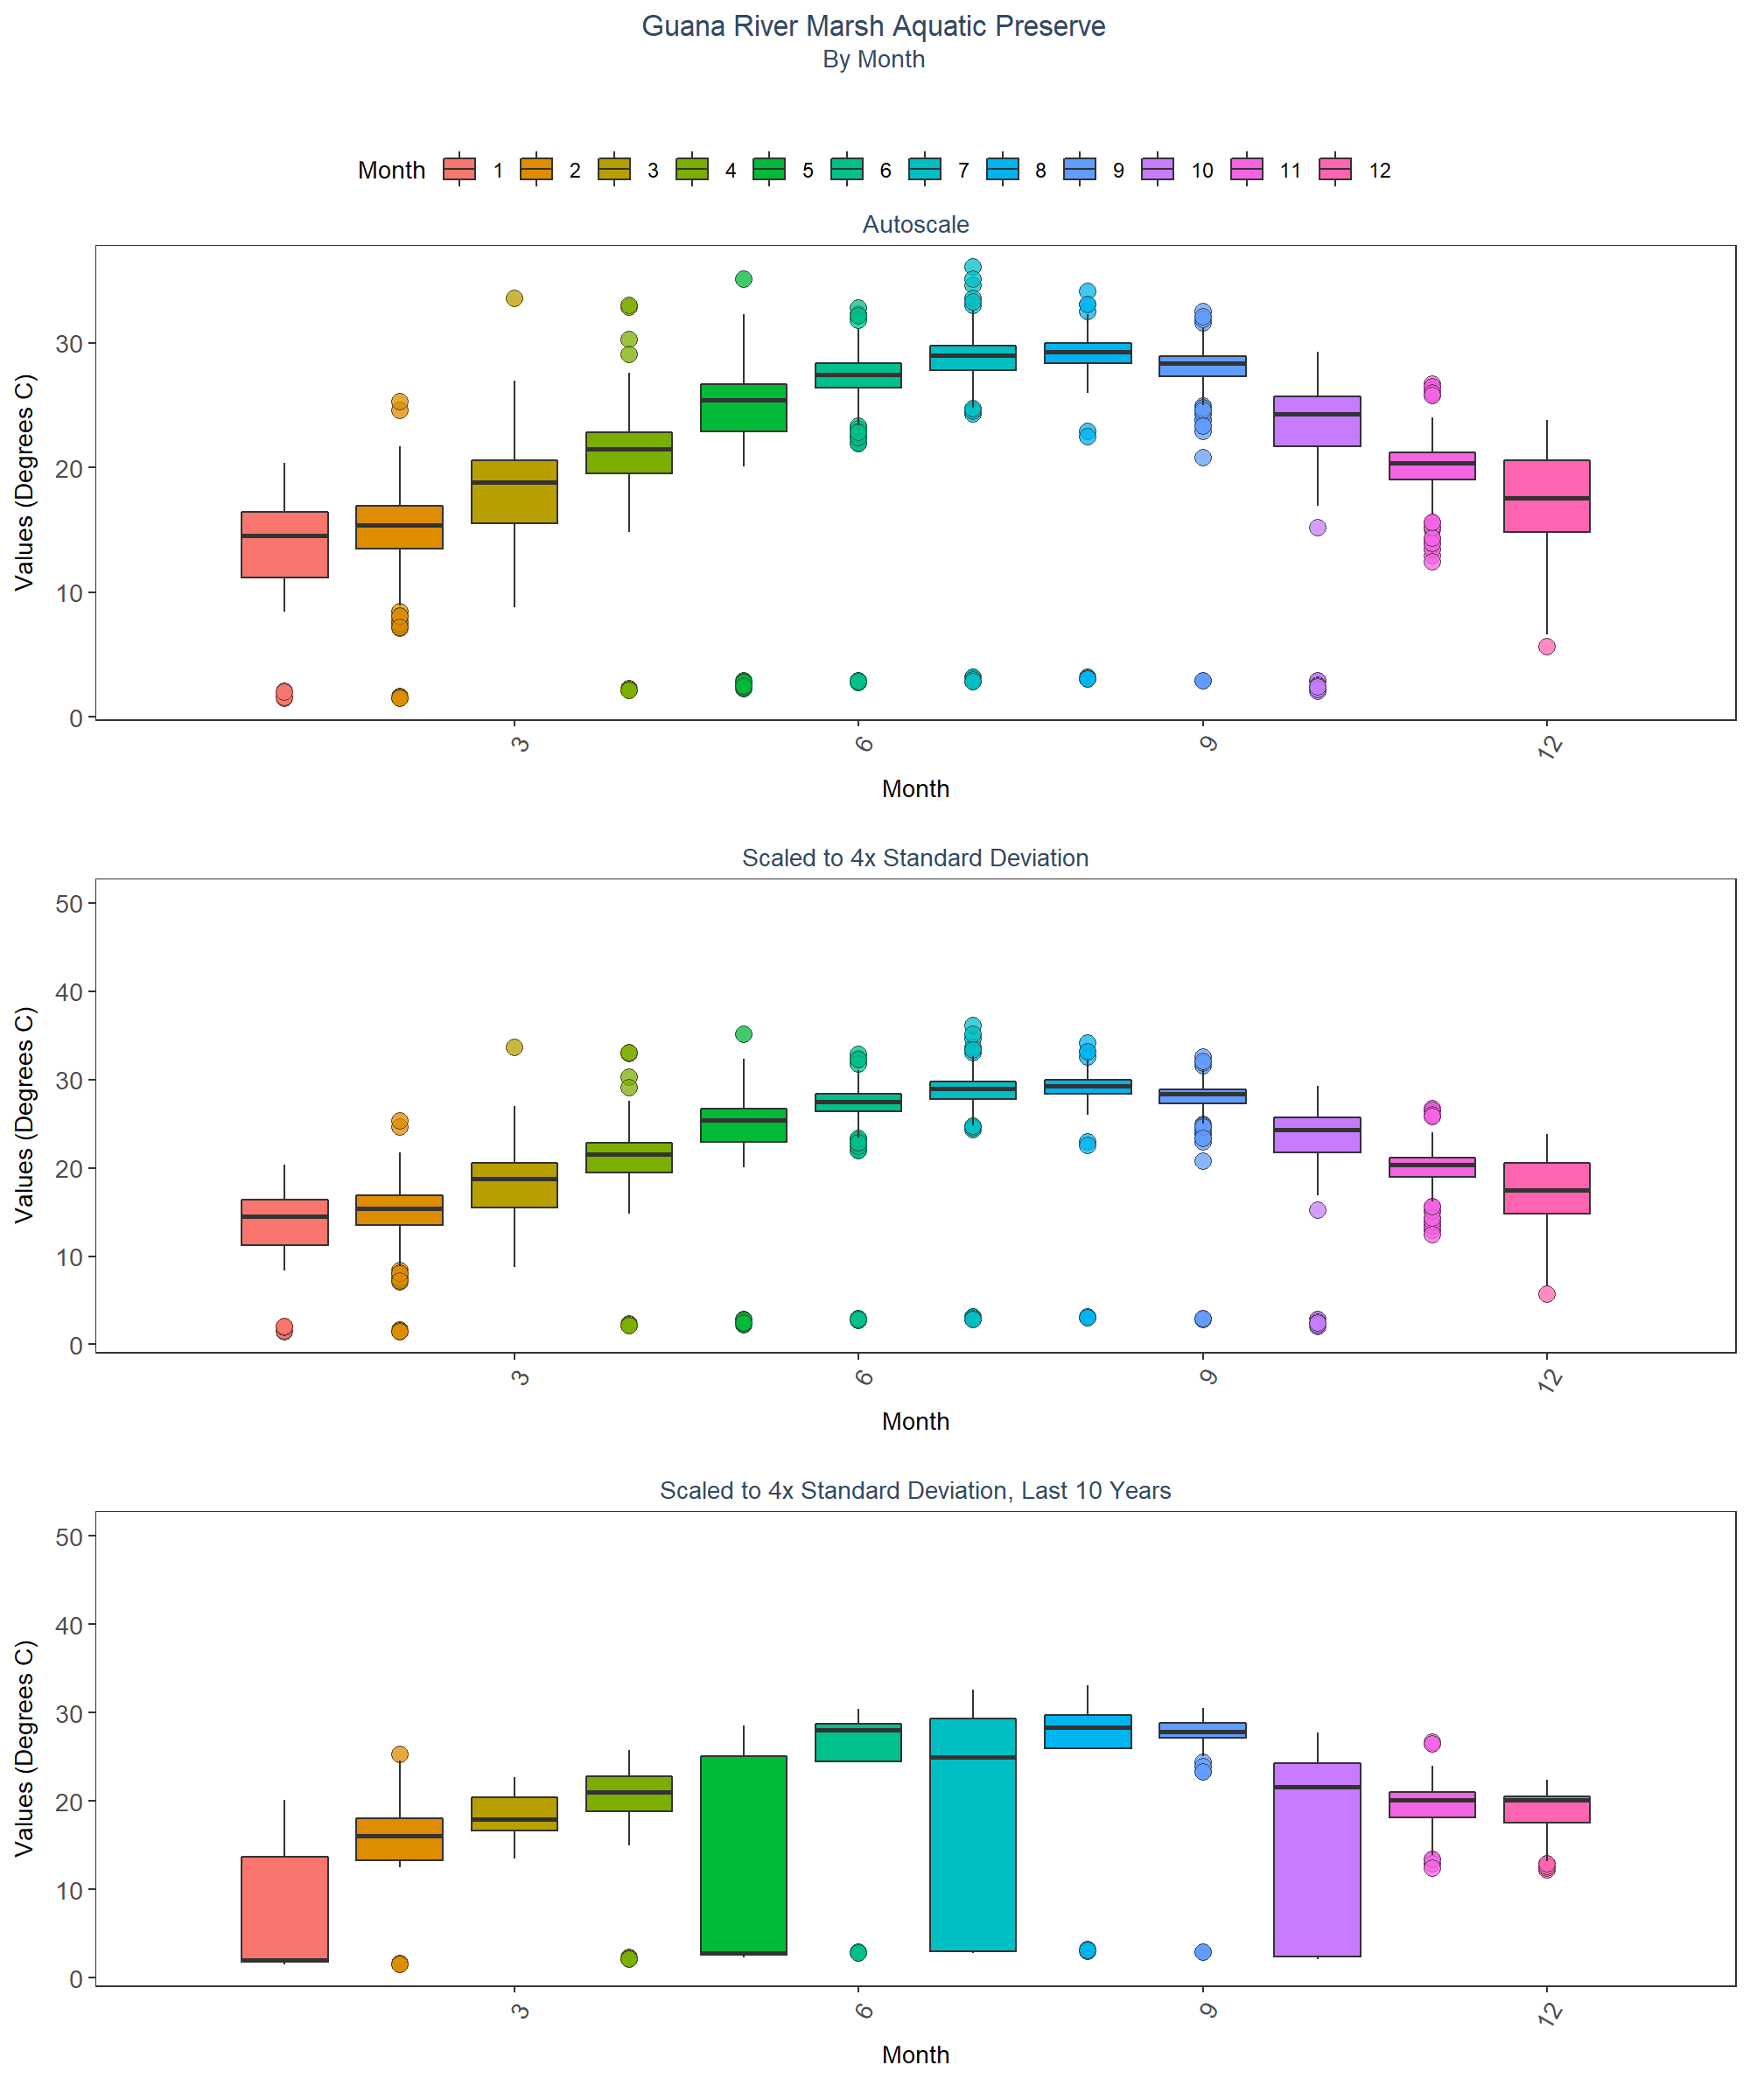 Guana River Marsh Aquatic Preserve
By Month
Month 1 2 3 4 5 6 7 8 9 10 11 12
Autoscale
Values (Degrees C)
30
20
10
0
3 6 9 12
Month
Scaled to 4x Standard Deviation
Values (Degrees C)
50
40
30
20
10
0
3 6 9 12
Month
Scaled to 4x Standard Deviation, Last 10 Years
Values (Degrees C)
50
40
30
20
10
0
3 6 9 12
Month